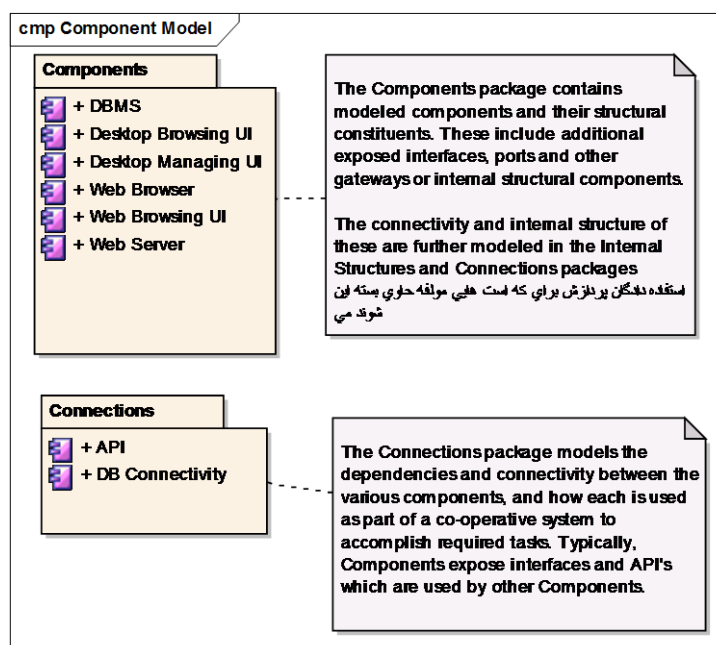 cmp Component Model
Components
+ DBMS
+ Desktop Browsing UI
+ Desktop Managing UI
+ Web Browser
+ Web Browsing UI
+ Web Server
The Components package contains
modeled components and their structural
constituents. These include additional
exposed interfaces, ports and other
gateways or internal structural components.
The connectivity and internal structure of
these are further modeled in the Internal
Structures and Connections packages
اين بسته حاوي مولفه هايي است که براي پردازش دادگان استفاده
مي شوند
Connections
+ API
+ DB Connectivity
The Connections package models the
dependencies and connectivity between the
various components, and how each is used
as part of a co-operative system to
accomplish required tasks. Typically,
Components expose interfaces and API's
which are used by other Components.